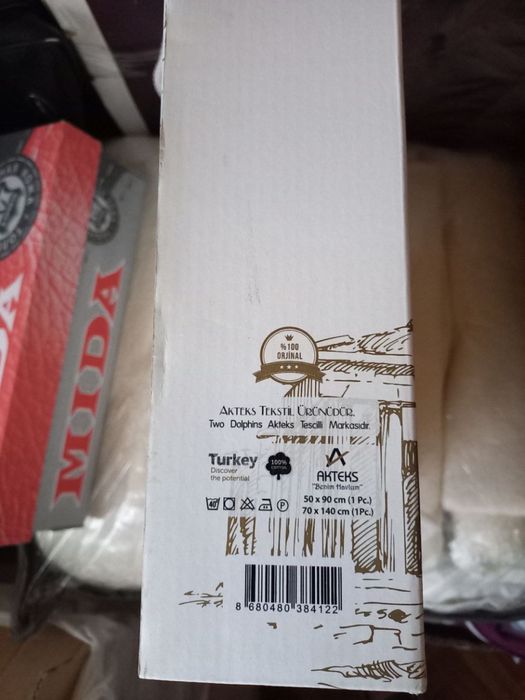 MIDA
%100
ORJİNAL
AKTEKS TEKSTİL ÜRÜNÜDÜR.
Two Dolphins Akteks Tescilli Markasıdır.
Turkey
Discover
the potential
100%
COTTON
AKTEKS
"Benim Havlum"
40
P
50 x 90 cm (1 Pc.)
70 x 140 cm (1Pc.)
8 680480 384122